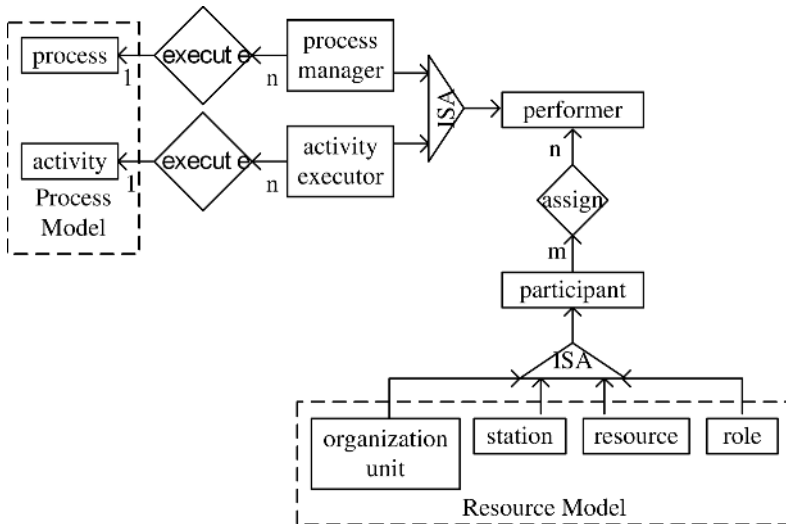 process
execut e
process
manager
1
n
ISA
performer
activity
execut e
activity
executor
1
n
n
Process
Model
assign
m
participant
ISA
organization
unit
station
resource
role
Resource Model